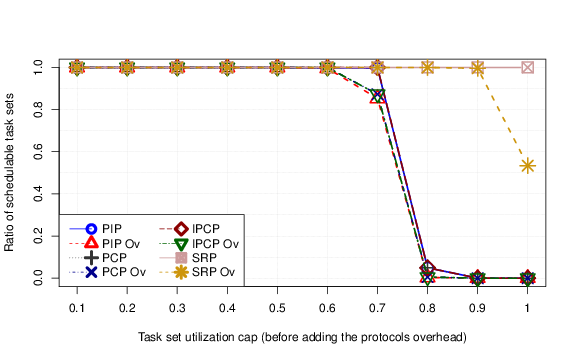 Ratio of schedulable task sets
1.0
0.8
0.6
0.4
0.2
0.0
PIP
PIP Ov
PCP
PCP Ov
IPCP
IPCP Ov
SRP
SRP Ov
0.1 0.2 0.3 0.4 0.5 0.6 0.7 0.8 0.9 1
Task set utilization cap (before adding the protocols overhead)